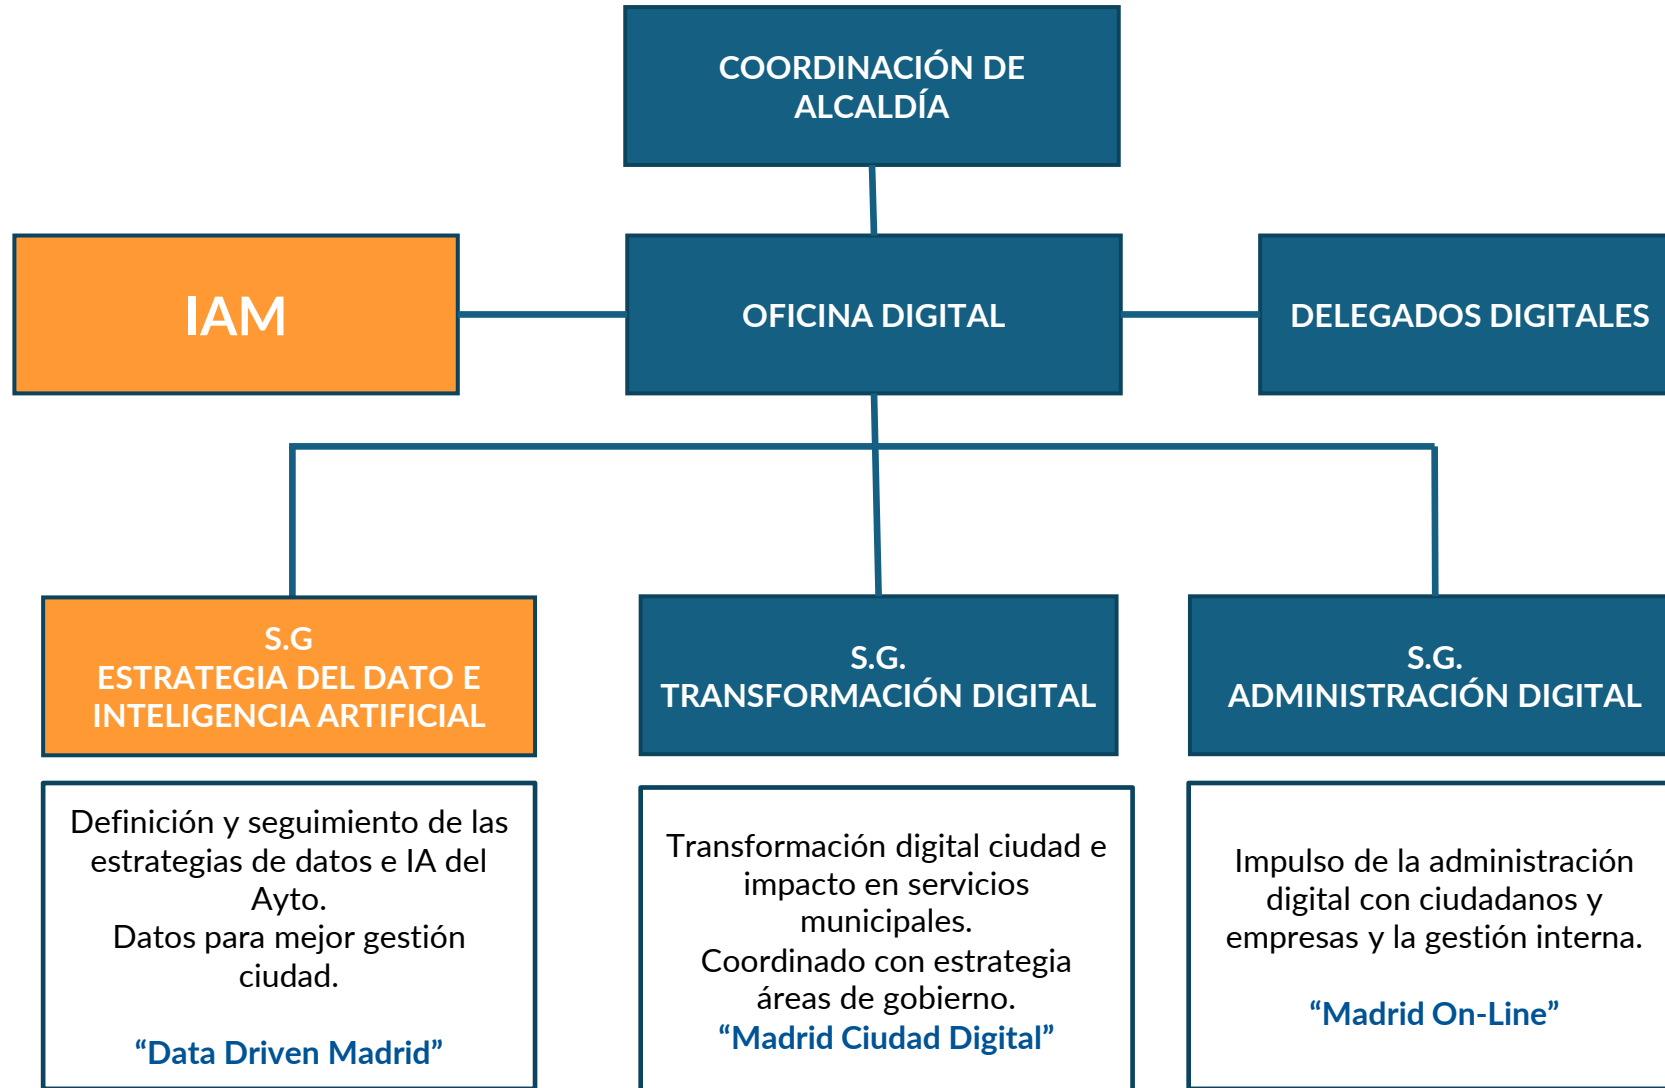 COORDINACIÓN DE
ALCALDÍA
IAM
OFICINA DIGITAL
DELEGADOS DIGITALES
S.G
ESTRATEGIA DEL DATO E
INTELIGENCIA ARTIFICIAL
S.G.
TRANSFORMACIÓN DIGITAL
S.G.
ADMINISTRACIÓN DIGITAL
Definición y seguimiento de las
estrategias de datos e IA del
Ayto.
Datos para mejor gestión
ciudad.
“Data Driven Madrid”
Transformación digital ciudad e
impacto en servicios
municipales.
Coordinado con estrategia
áreas de gobierno.
“Madrid Ciudad Digital”
Impulso de la administración
digital con ciudadanos y
empresas y la gestión interna.
“Madrid On-Line”